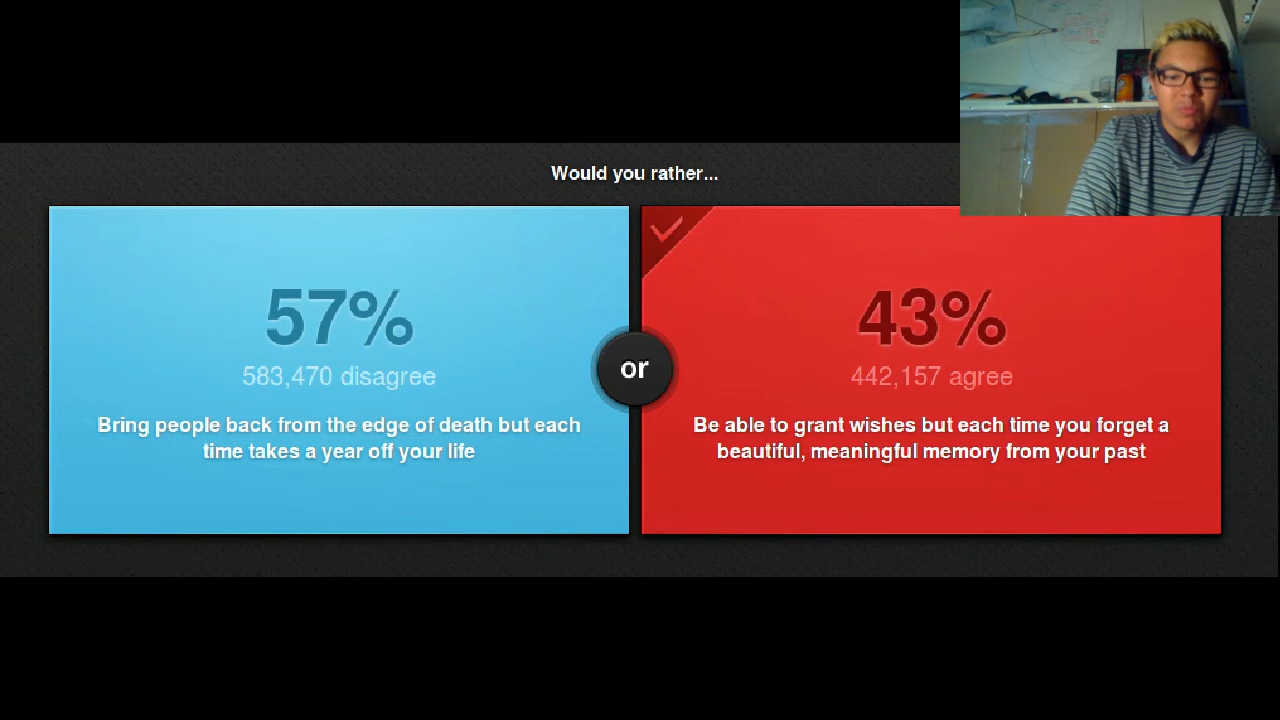 Would you rather...
57%
583,470 disagree
Bring people back from the edge of death but each
time takes a year off your life
or
43%
442,157 agree
Be able to grant wishes but each time you forget a
beautiful, meaningful memory from your past